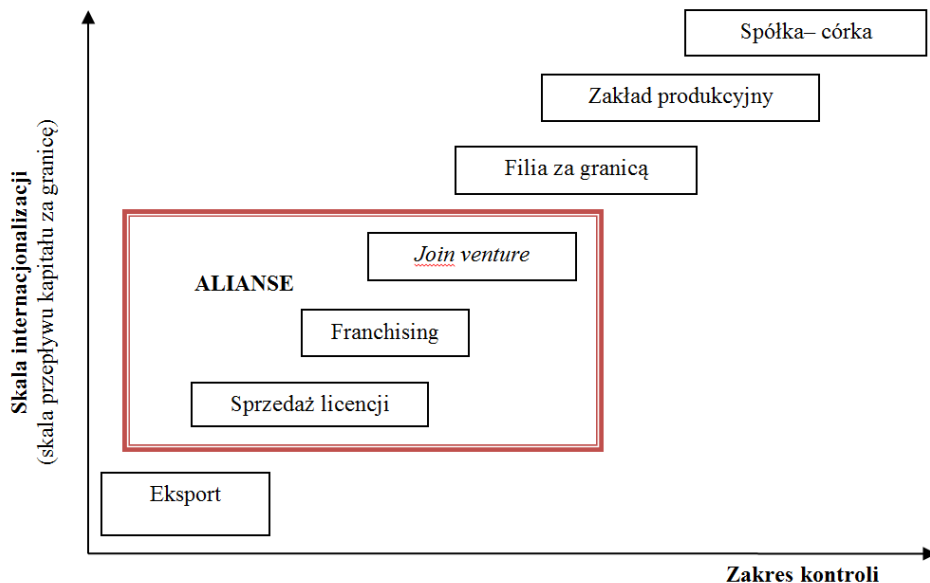 Spółka– córka
Zakład produkcyjny
Filia za granicą
Join venture
ALIANSE
Franchising
Sprzedaż licencji
Eksport
Skala internacjonalizacji
(skala przepływu kapitału za granicę)
Zakres kontroli